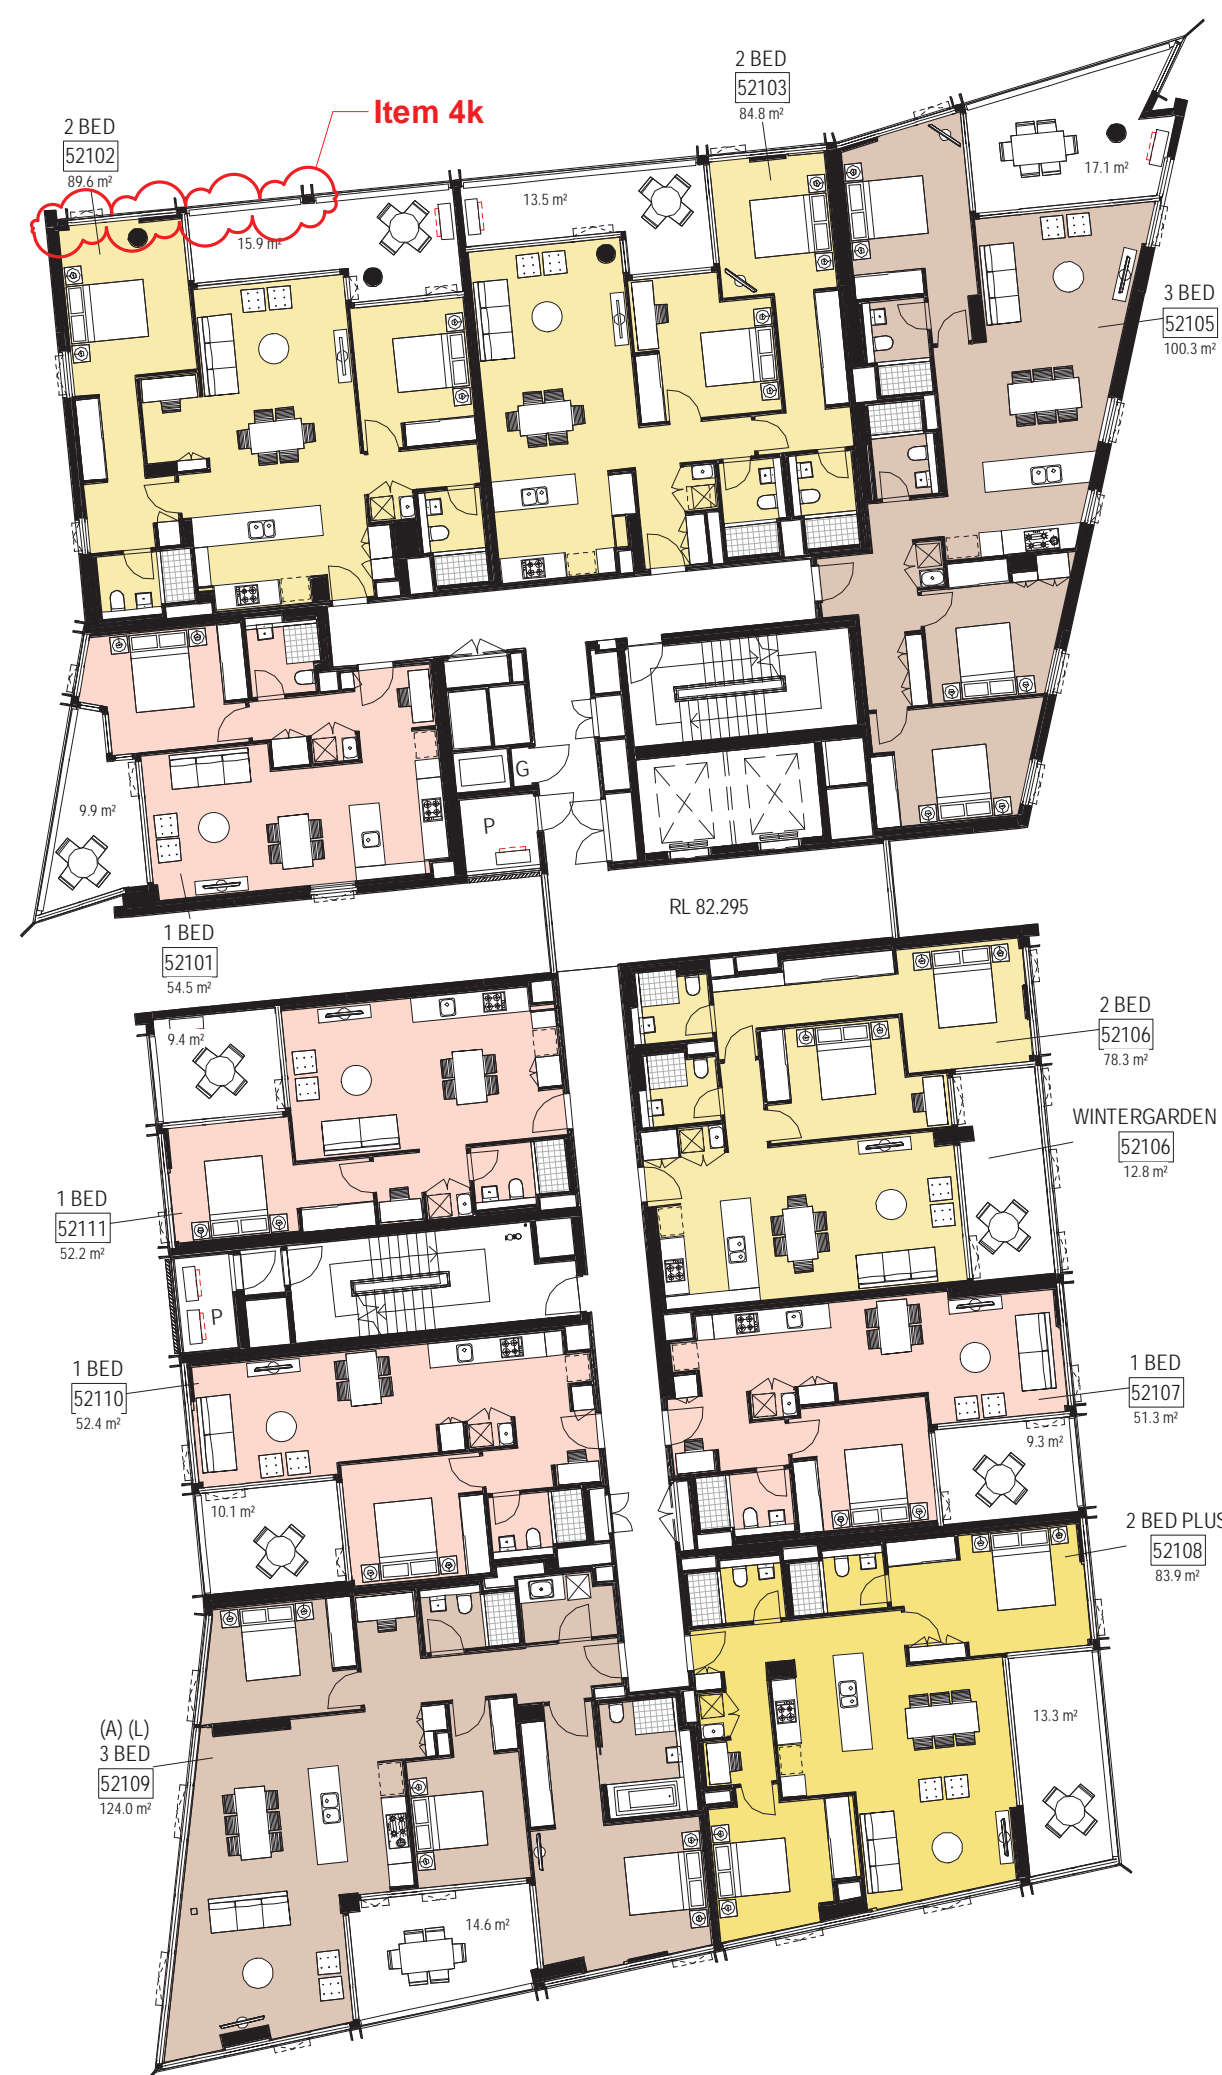 Item 4k
2 BED
52103
84.8 m²
2 BED
52102
89.6 m²
17.1 m²
13.5 m²
15.9 m²
3 BED
52105
100.3 m²
G
9.9 m²
P
RL 82.295
1 BED
52101
54.5 m²
2 BED
52106
78.3 m²
9.4 m²
WINTERGARDEN
52106
12.8 m²
1 BED
52111
52.2 m²
P
1 BED
52110
52.4 m²
1 BED
52107
51.3 m²
9.3 m²
10.1 m²
2 BED PLUS
52108
83.9 m²
13.3 m²
(A) (L)
3 BED
52109
124.0 m²
14.6 m²